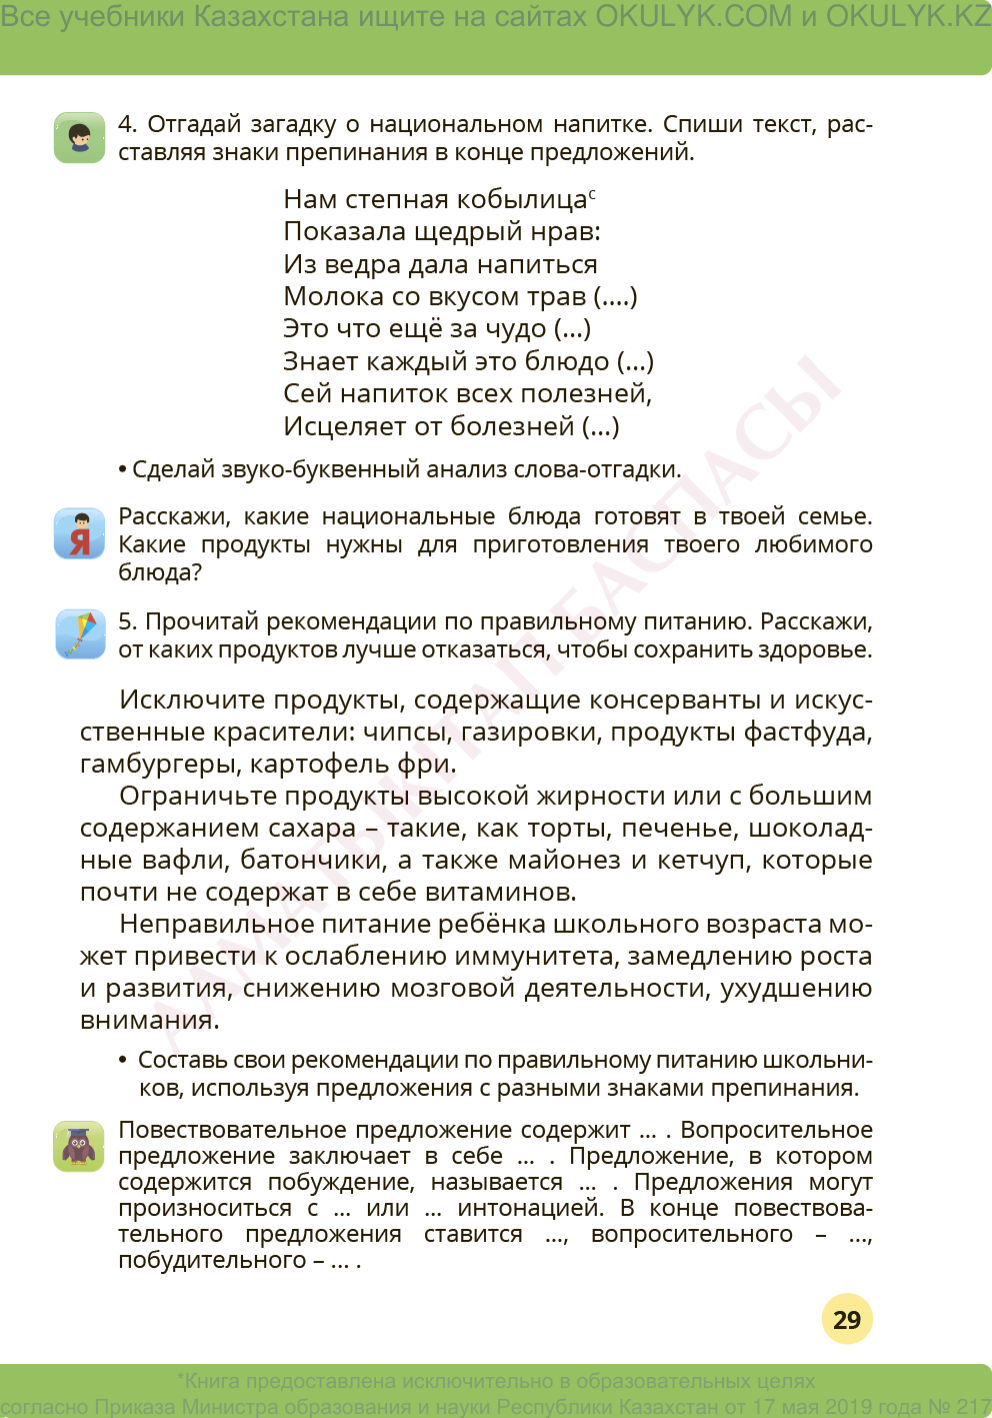 Все учебники Казахстана ищите на сайтах OKULYK.COM и OKULYK.KZ
4. Отгадай загадку о национальном напитке. Спиши текст, рас-
ставляя знаки препинания в конце предложений.
Нам степная кобылицаᶜ
Показала щедрый нрав:
Из ведра дала напиться
Молока со вкусом трав (....)
Это что ещё за чудо (...)
Знает каждый это блюдо (...)
Сей напиток всех полезней,
Исцеляет от болезней (...)
• Сделай звуко-буквенный анализ слова-отгадки.
Я
Расскажи, какие национальные блюда готовят в твоей семье.
Какие продукты нужны для приготовления твоего любимого
блюда?
5. Прочитай рекомендации по правильному питанию. Расскажи,
от каких продуктов лучше отказаться, чтобы сохранить здоровье.
Исключите продукты, содержащие консерванты и искус-
ственные красители: чипсы, газировки, продукты фастфуда,
гамбургеры, картофель фри.
Ограничьте продукты высокой жирности или с большим
содержанием сахара – такие, как торты, печенье, шоколад-
ные вафли, батончики, а также майонез и кетчуп, которые
почти не содержат в себе витаминов.
Неправильное питание ребёнка школьного возраста мо-
жет привести к ослаблению иммунитета, замедлению роста
и развития, снижению мозговой деятельности, ухудшению
внимания.
• Составь свои рекомендации по правильному питанию школьни-
ков, используя предложения с разными знаками препинания.
Повествовательное предложение содержит ... . Вопросительное
предложение заключает в себе ... . Предложение, в котором
содержится побуждение, называется ... . Предложения могут
произноситься с ... или ... интонацией. В конце повествова-
тельного предложения ставится ..., вопросительного – ...,
побудительного – ... .
29
АЛМАТЫКІТАП БАСПАСЫ
*Книга предоставлена исключительно в образовательных целях
согласно Приказа Министра образования и науки Республики Казахстан от 17 мая 2019 года № 217